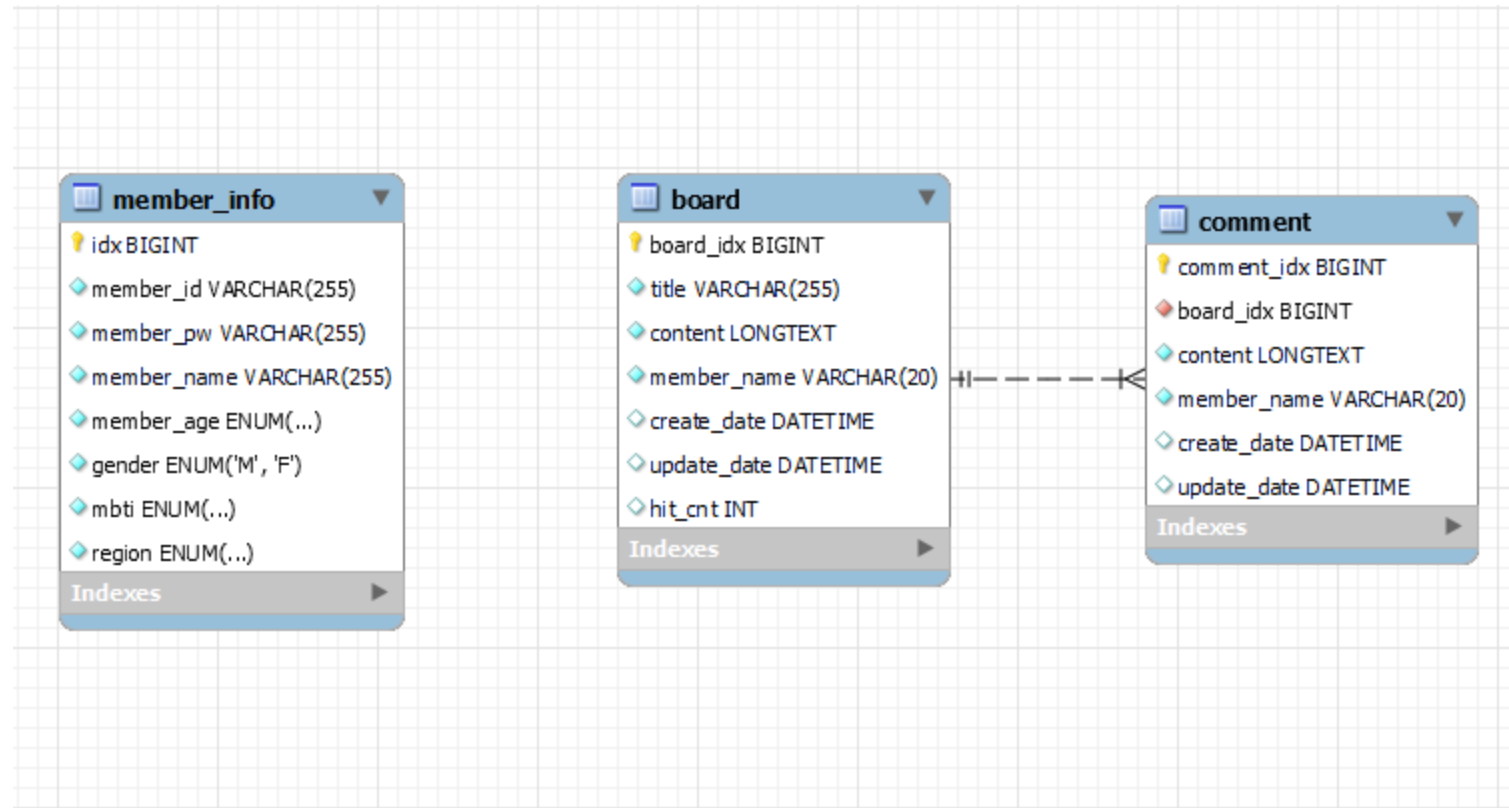 member_info
idx BIGINT
member_id VARCHAR(255)
member_pw VARCHAR(255)
member_name VARCHAR(255)
member_age ENUM(...)
gender ENUM('M', 'F')
mbti ENUM(...)
region ENUM(...)
Indexes
board
board_idx BIGINT
title VARCHAR(255)
content LONGTEXT
member_name VARCHAR(20)
create_date DATETIME
update_date DATETIME
hit_cnt INT
Indexes
comment
comment_idx BIGINT
board_idx BIGINT
content LONGTEXT
member_name VARCHAR(20)
create_date DATETIME
update_date DATETIME
Indexes